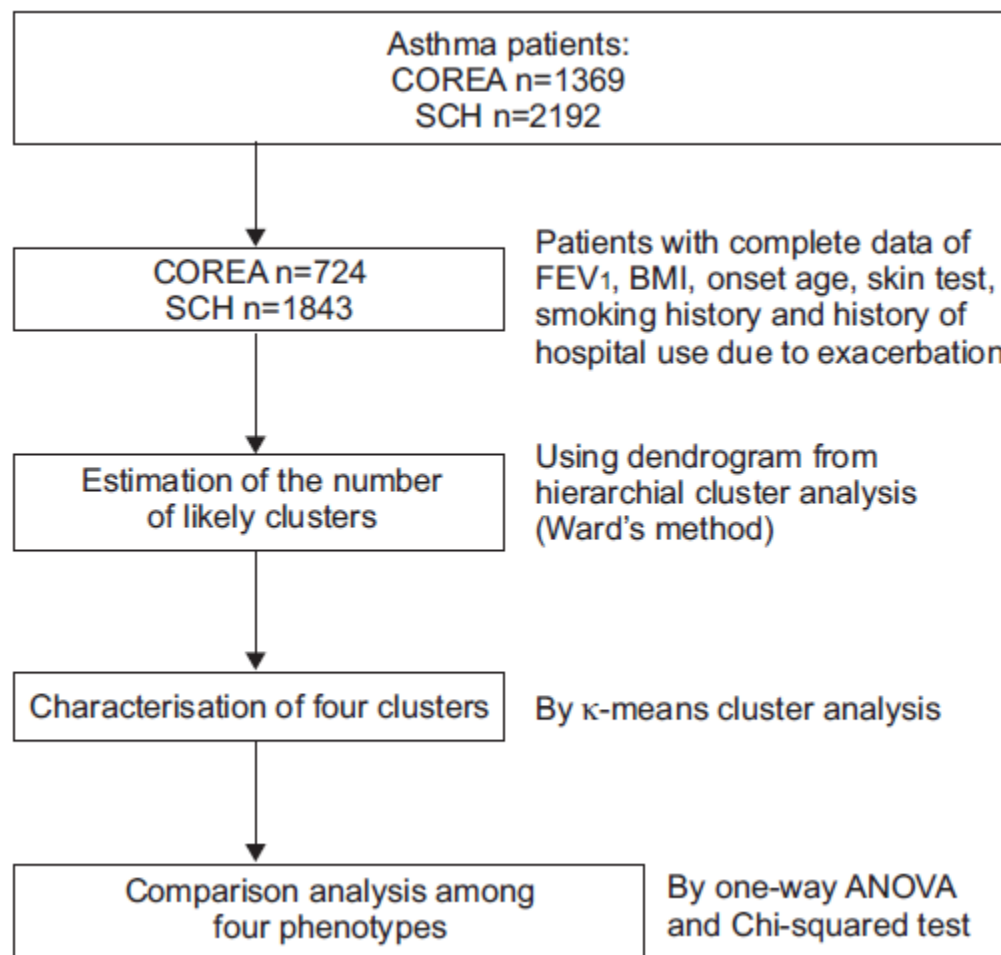 Asthma patients:
COREA n=1369
SCH n=2192
COREA n=724
SCH n=1843
Patients with complete data of
FEV1, BMI, onset age, skin test,
smoking history and history of
hospital use due to exacerbation
Estimation of the number
of likely clusters
Using dendrogram from
hierarchial cluster analysis
(Ward's method)
Characterisation of four clusters
By κ-means cluster analysis
Comparison analysis among
four phenotypes
By one-way ANOVA
and Chi-squared test